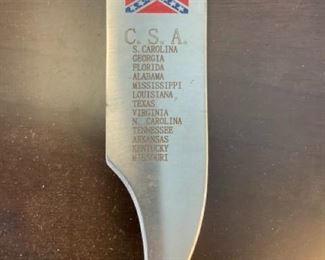 C. S. A.
S. CAROLINA
GEORGIA
FLORIDA
ALABAMA
MISSISSIPPI
LOUISIANA
TEXAS
VIRGINIA
N. CAROLINA
TENNESSEE
ARKANSAS
KENTUCKY
MISSOURI